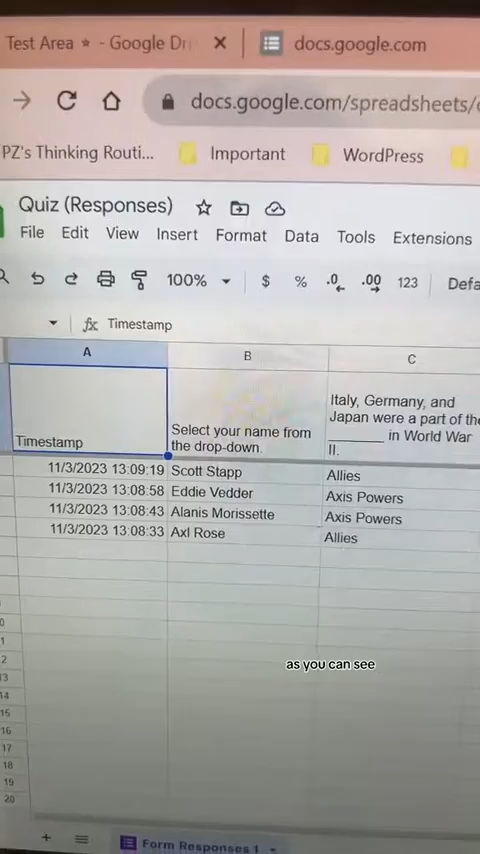 Test Area ★ - Google Dri
docs.google.com
docs.google.com/spreadsheets/
PZ's Thinking Routi...
Important
WordPress
Quiz (Responses)
File Edit View Insert Format Data Tools Extensions
100% $ % .0 .00 123 Defa
fx Timestamp
A B C
Timestamp
Select your name from
the drop-down.
Italy, Germany, and
Japan were a part of the
_______ in World War
II.
11/3/2023 13:09:19 Scott Stapp Allies
11/3/2023 13:08:58 Eddie Vedder Axis Powers
11/3/2023 13:08:43 Alanis Morissette Axis Powers
11/3/2023 13:08:33 Axl Rose Allies
as you can see
14
15
16
17
18
19
20
Form Responses 1